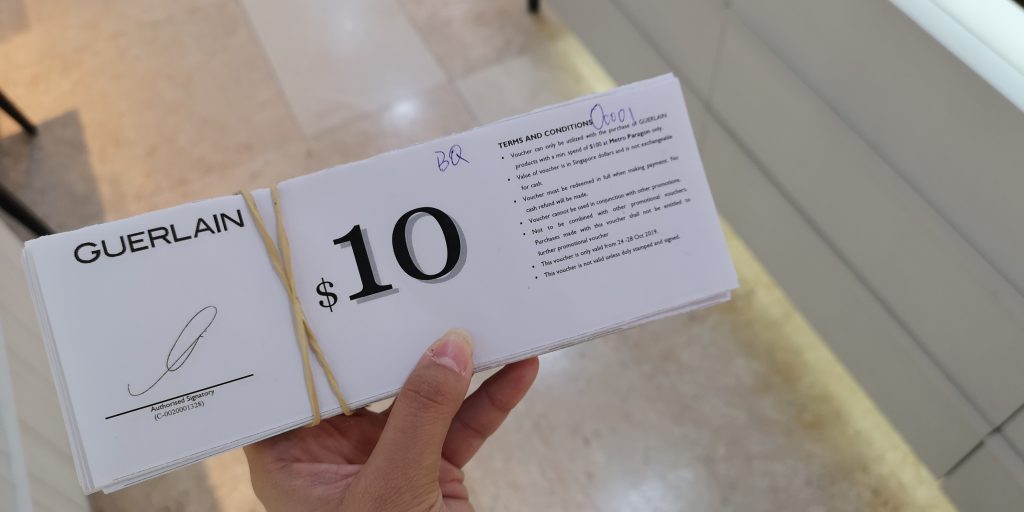 GUERLAIN
Authorised Signatory
(C-0020001328)
$10
BQ
00001
TERMS AND CONDITIONS
• Voucher can only be utilized with the purchase of GUERLAIN
products with a min. spend of $100 at Metro Paragon only.
• Value of voucher is in Singapore dollars and is not exchangeable
for cash.
• Voucher must be redeemed in full when making payment. No
cash refund will be made.
• Voucher cannot be used in conjunction with other promotions.
• Not to be combined with other promotional vouchers.
Purchases made with this voucher shall not be entitled to
further promotional voucher
• This voucher is only valid from 24 -28 Oct 2019.
• This voucher is not valid unless duly stamped and signed.